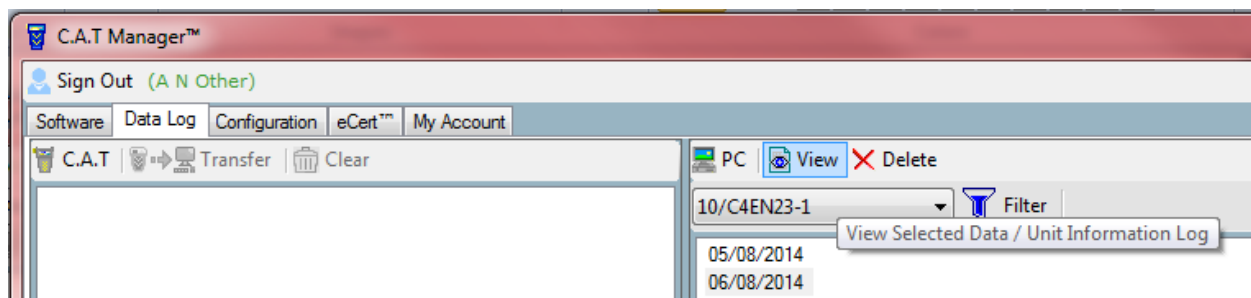 C.A.T Manager™
Sign Out (A N Other)
Software Data Log Configuration eCert™ My Account
C.A.T Transfer Clear
PC View Delete
10/C4EN23-1 Filter
View Selected Data / Unit Information Log
05/08/2014
06/08/2014